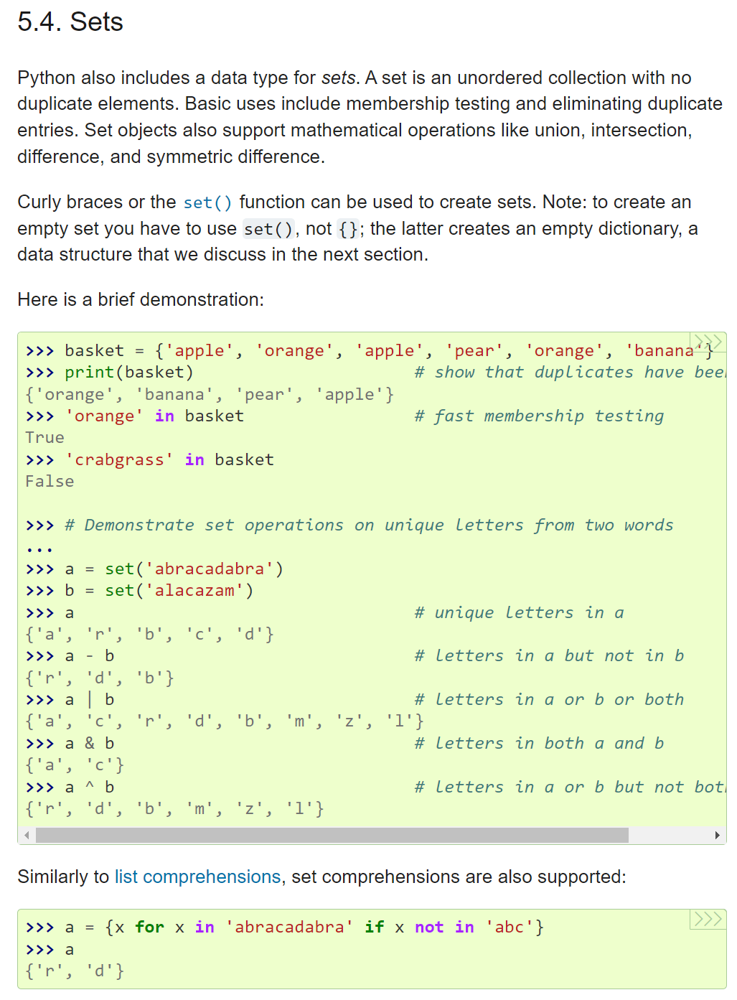 5.4. Sets
Python also includes a data type for sets. A set is an unordered collection with no
duplicate elements. Basic uses include membership testing and eliminating duplicate
entries. Set objects also support mathematical operations like union, intersection,
difference, and symmetric difference.
Curly braces or the set() function can be used to create sets. Note: to create an
empty set you have to use set(), not {}; the latter creates an empty dictionary, a
data structure that we discuss in the next section.
Here is a brief demonstration:
>>>
>>> basket = {'apple', 'orange', 'apple', 'pear', 'orange', 'banana'}
>>> print(basket)                      # show that duplicates have
{'orange', 'banana', 'pear', 'apple'}
>>> 'orange' in basket                 # fast membership testing
True
>>> 'crabgrass' in basket
False
>>> # Demonstrate set operations on unique letters from two words
...
>>> a = set('abracadabra')
>>> b = set('alacazam')
>>> a                                  # unique letters in a
{'a', 'r', 'b', 'c', 'd'}
>>> a - b                              # letters in a but not in b
{'r', 'd', 'b'}
>>> a | b                              # letters in a or b or both
{'a', 'c', 'r', 'd', 'b', 'm', 'z', 'l'}
>>> a & b                              # letters in both a and b
{'a', 'c'}
>>> a ^ b                              # letters in a or b but not
{'r', 'd', 'b', 'm', 'z', 'l'}
Similarly to list comprehensions, set comprehensions are also supported:
>>>
>>> a = {x for x in 'abracadabra' if x not in 'abc'}
>>> a
{'r', 'd'}